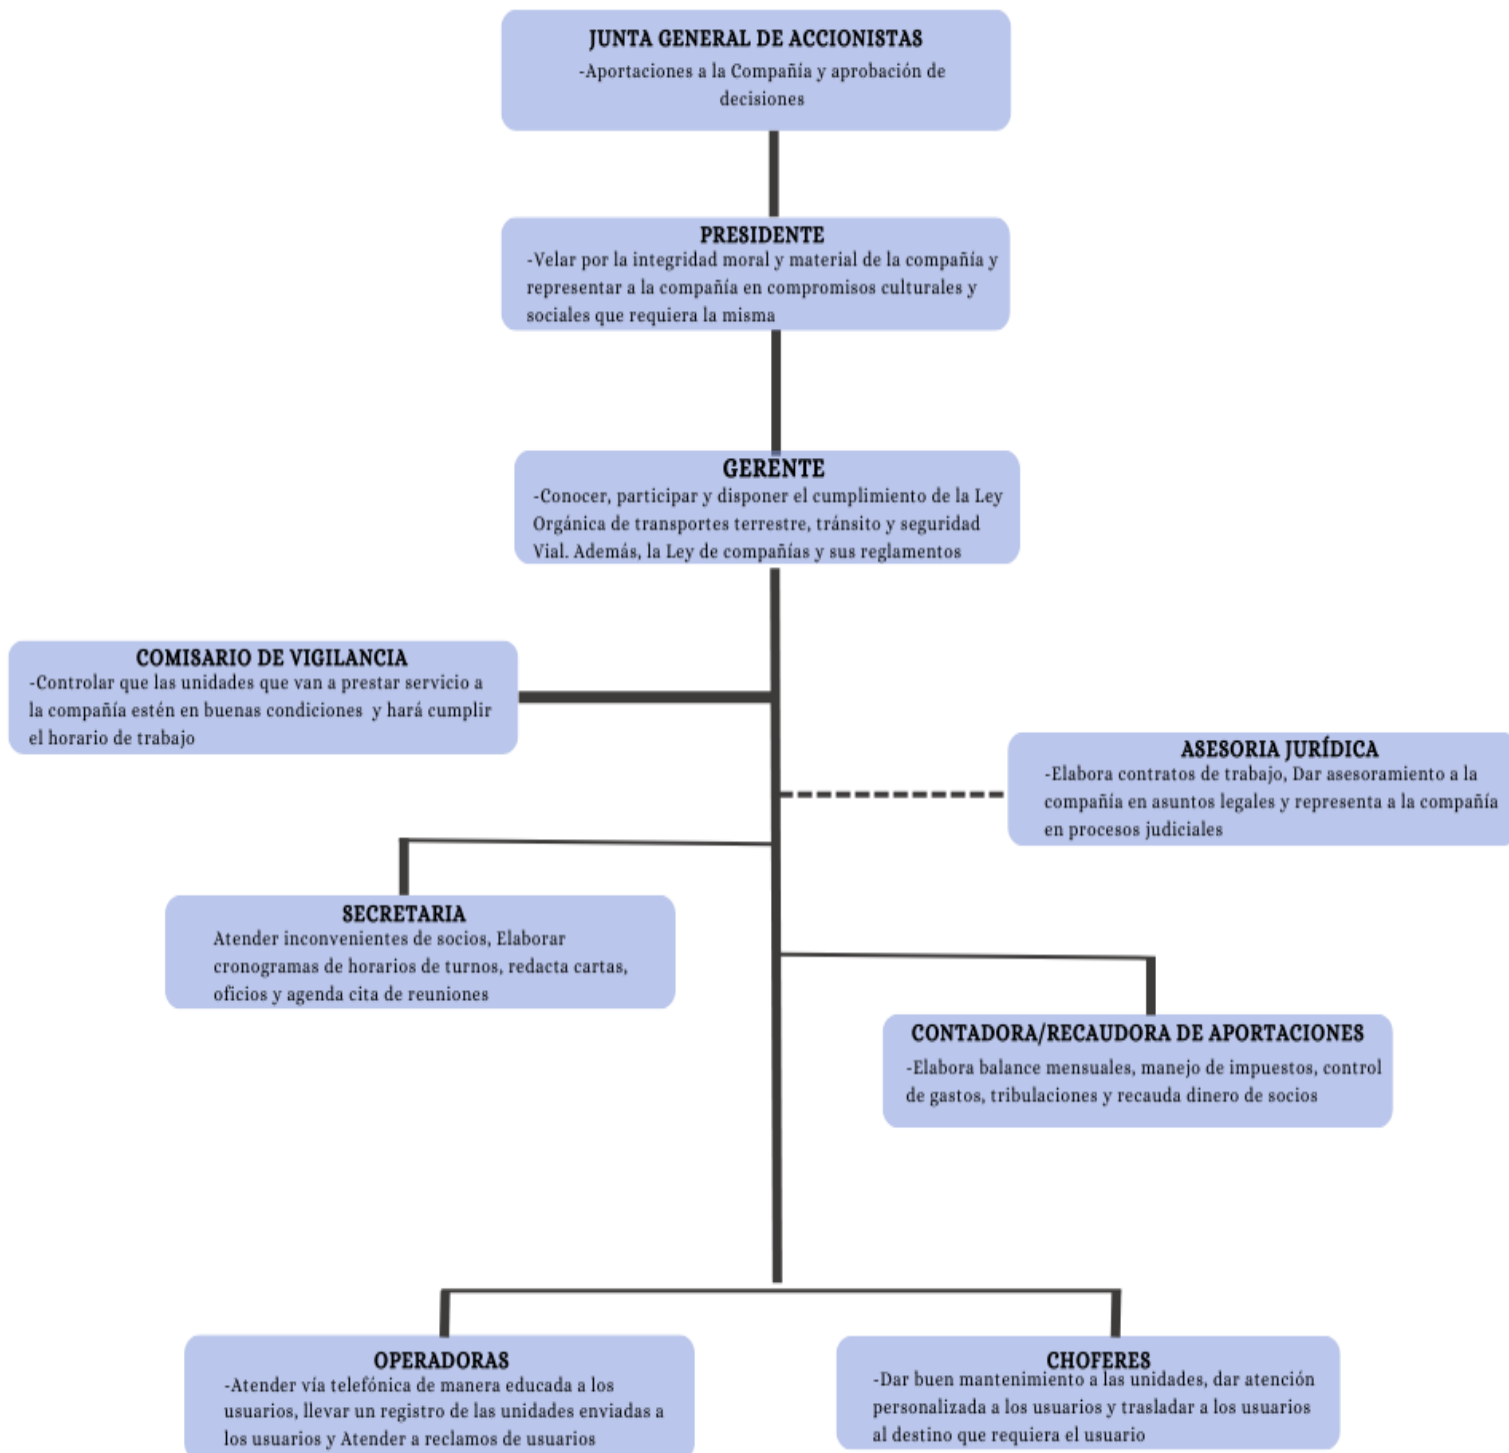 JUNTA GENERAL DE ACCIONISTAS
-Aportaciones a la Compañía y aprobación de
decisiones
PRESIDENTE
-Velar por la integridad moral y material de la compañía y
representar a la compañía en compromisos culturales y
sociales que requiera la misma
GERENTE
-Conocer, participar y disponer el cumplimiento de la Ley
Orgánica de transportes terrestre, tránsito y seguridad
Vial. Además, la Ley de compañías y sus reglamentos
COMISARIO DE VIGILANCIA
-Controlar que las unidades que van a prestar servicio a
la compañía estén en buenas condiciones y hará cumplir
el horario de trabajo
ASESORIA JURÍDICA
-Elabora contratos de trabajo, Dar asesoramiento a la
compañía en asuntos legales y representa a la compañía
en procesos judiciales
SECRETARIA
Atender inconvenientes de socios, Elaborar
cronogramas de horarios de turnos, redacta cartas,
oficios y agenda cita de reuniones
CONTADORA/RECAUDORA DE APORTACIONES
-Elabora balance mensuales, manejo de impuestos, control
de gastos, tribulaciones y recauda dinero de socios
OPERADORAS
-Atender vía telefónica de manera educada a los
usuarios, llevar un registro de las unidades enviadas a
los usuarios y Atender a reclamos de usuarios
CHOFERES
-Dar buen mantenimiento a las unidades, dar atención
personalizada a los usuarios y trasladar a los usuarios
al destino que requiera el usuario